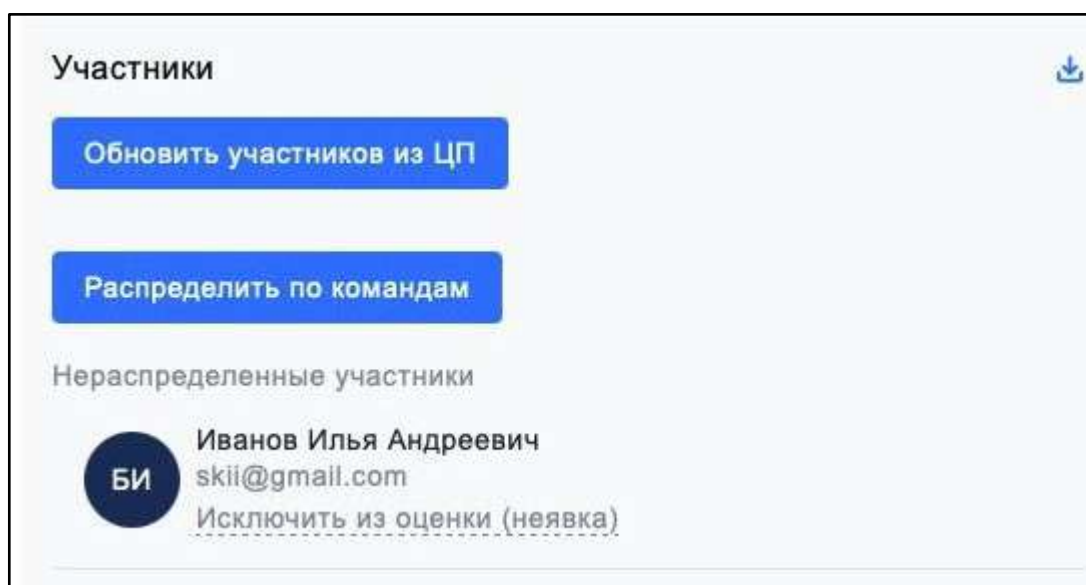 Участники
Обновить участников из ЦП
Распределить по командам
Нераспределенные участники
БИ
Иванов Илья Андреевич
skii@gmail.com
Исключить из оценки (неявка)